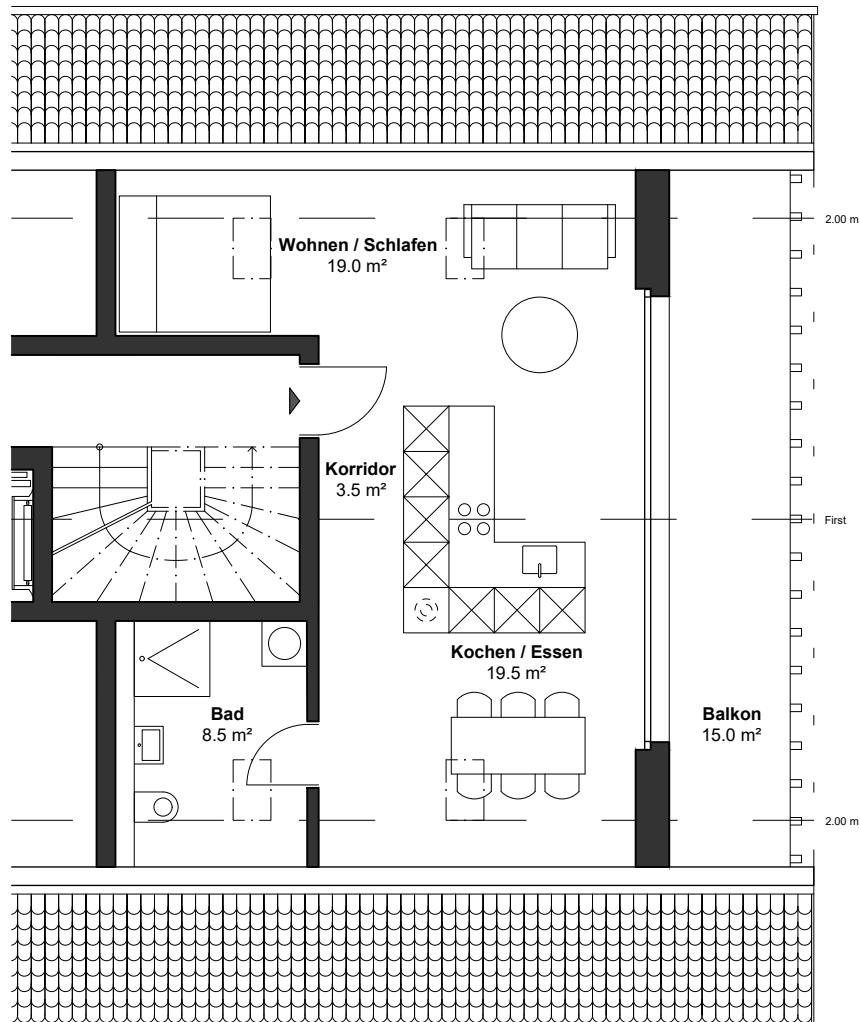 2.00 m
Wohnen / Schlafen
19.0 m²
Korridor
3.5 m²
First
Kochen / Essen
19.5 m²
Bad
8.5 m²
Balkon
15.0 m²
2.00 m